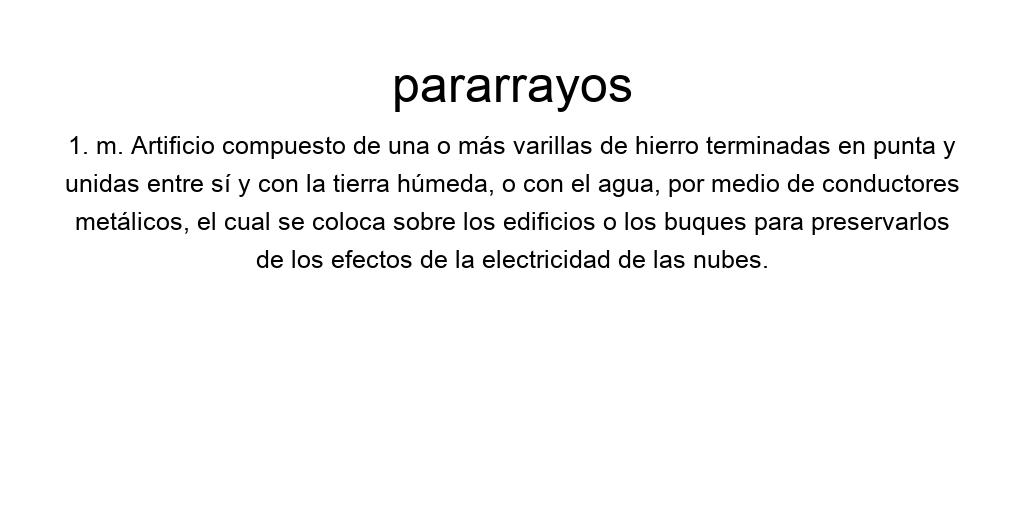 pararrayos
1. m. Artificio compuesto de una o más varillas de hierro terminadas en punta y
unidas entre sí y con la tierra húmeda, o con el agua, por medio de conductores
metálicos, el cual se coloca sobre los edificios o los buques para preservarlos
de los efectos de la electricidad de las nubes.